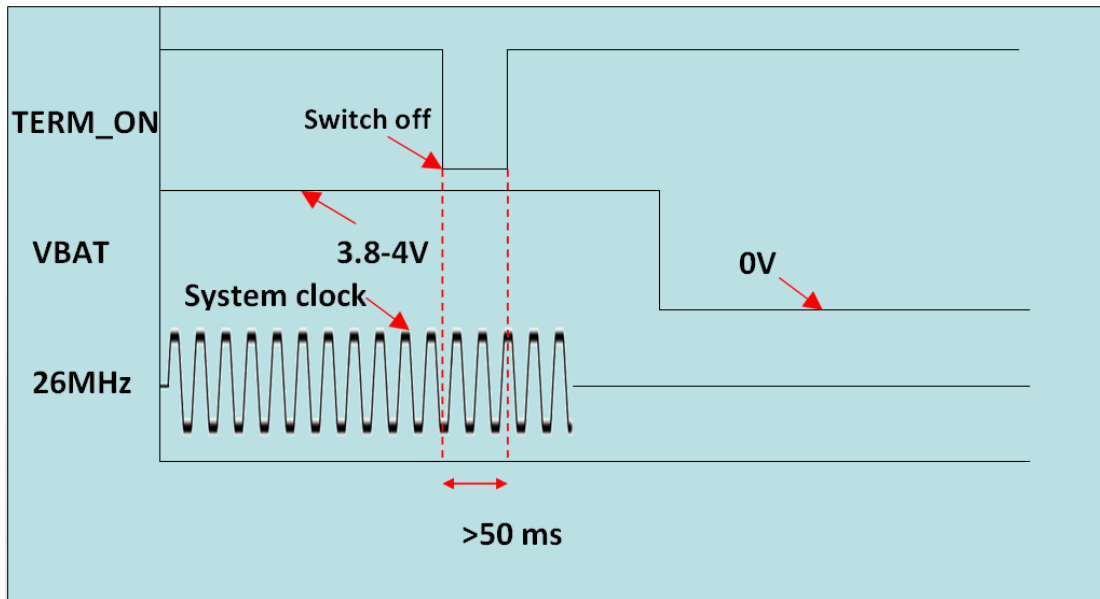 TERM_ON
Switch off
VBAT
3.8-4V
0V
System clock
26MHz
>50 ms